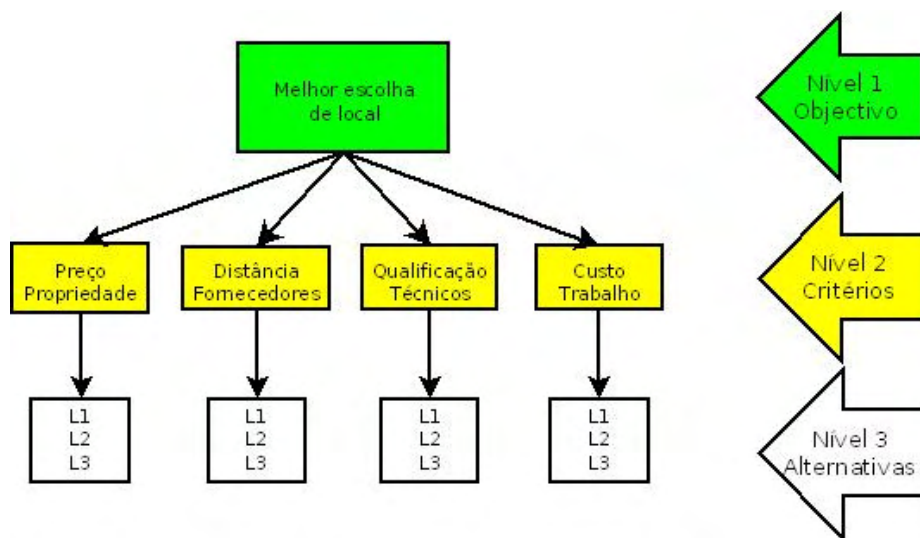 Melhor escolha
de local
Nível 1
Objectivo
Preço
Propriedade
Distância
Fornecedores
Qualificação
Técnicos
Custo
Trabalho
Nível 2
Critérios
L1
L2
L3
L1
L2
L3
L1
L2
L3
L1
L2
L3
Nível 3
Alternativas